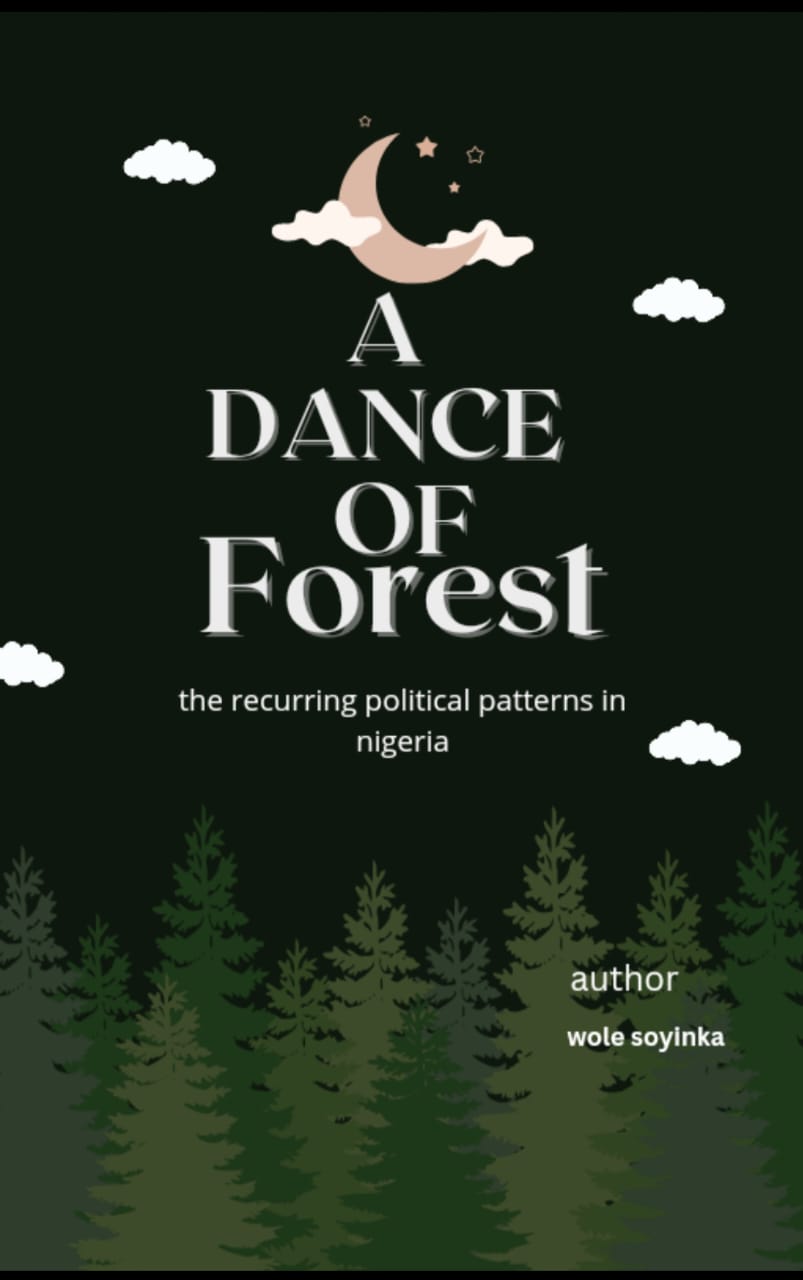 A
DANCE
OF
Forest
the recurring political patterns in
nigeria
author
wole soyinka